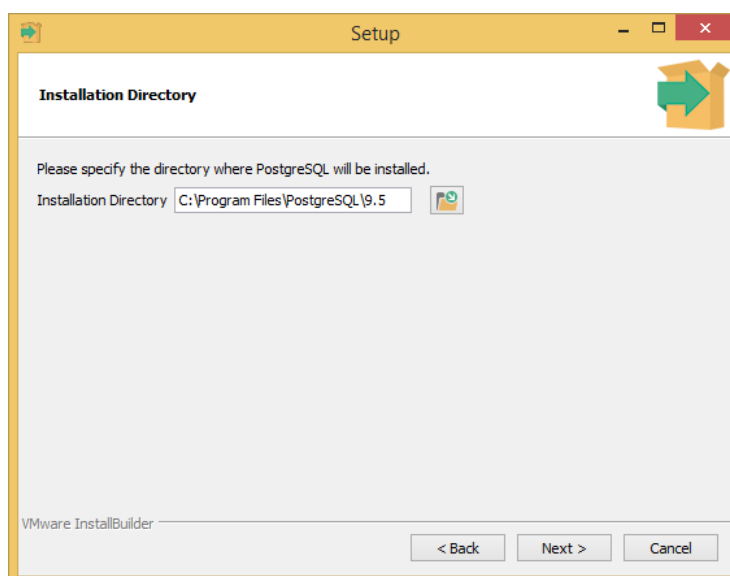 Setup
Installation Directory
Please specify the directory where PostgreSQL will be installed.
Installation Directory C:\Program Files\PostgreSQL\9.5
VMware InstallBuilder
< Back Next > Cancel